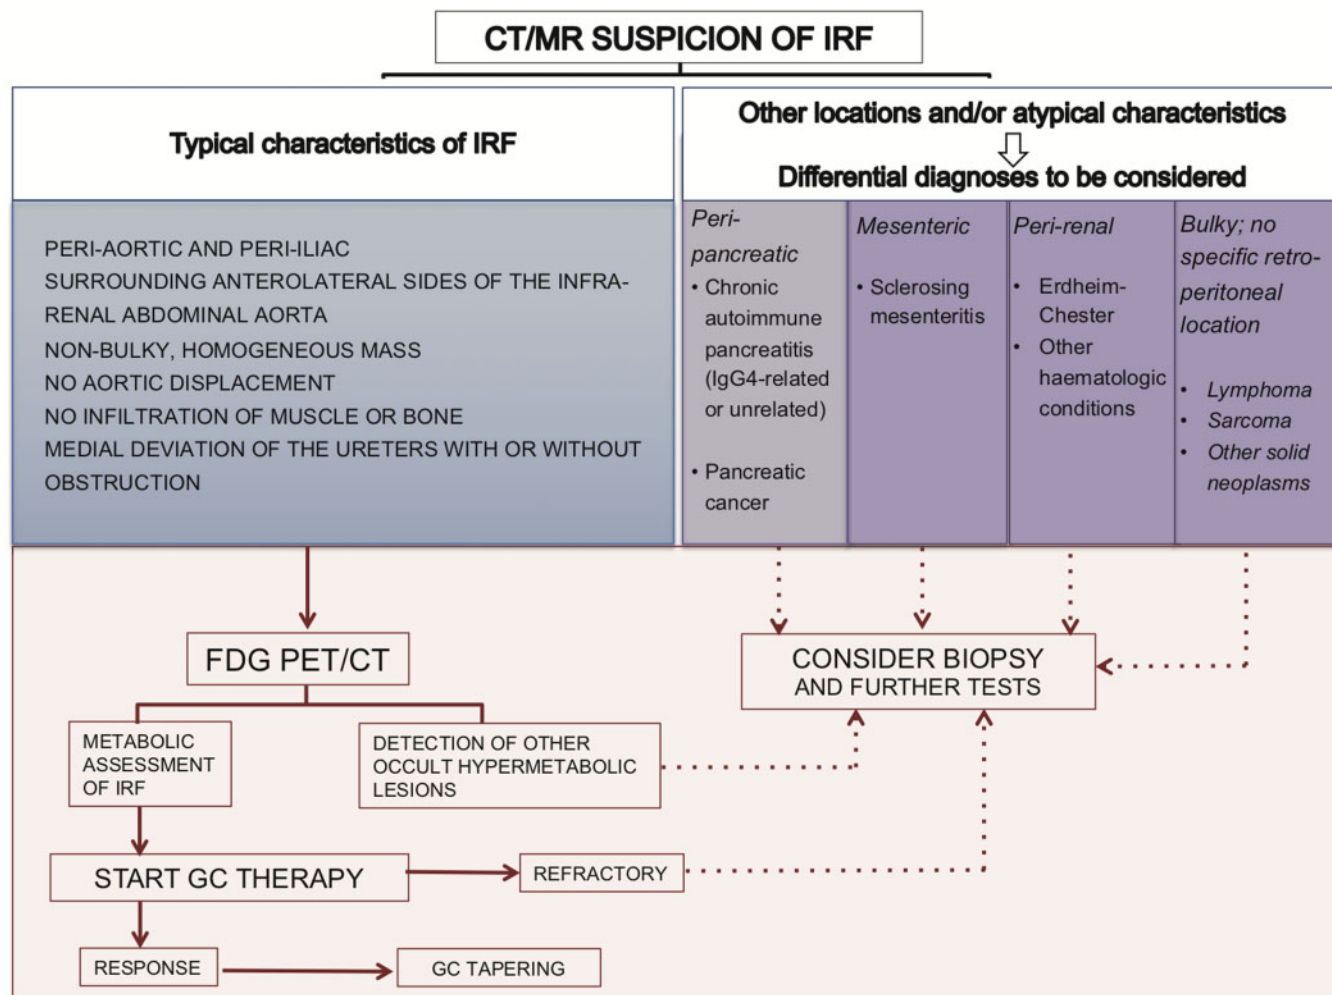 CT/MR SUSPICION OF IRF
Typical characteristics of IRF
Other locations and/or atypical characteristics
Differential diagnoses to be considered
PERI-AORTIC AND PERI-ILIAC
SURROUNDING ANTEROLATERAL SIDES OF THE INFRA-
RENAL ABDOMINAL AORTA
NON-BULKY, HOMOGENEOUS MASS
NO AORTIC DISPLACEMENT
NO INFILTRATION OF MUSCLE OR BONE
MEDIAL DEVIATION OF THE URETERS WITH OR WITHOUT
OBSTRUCTION
Peri-
pancreatic
• Chronic
autoimmune
pancreatitis
(IgG4-related
or unrelated)
• Pancreatic
cancer
Mesenteric
• Sclerosing
mesenteritis
Peri-renal
• Erdheim-
Chester
• Other
haematologic
conditions
Bulky; no
specific retro-
peritoneal
location
• Lymphoma
• Sarcoma
• Other solid
neoplasms
FDG PET/CT
CONSIDER BIOPSY
AND FURTHER TESTS
METABOLIC
ASSESSMENT
OF IRF
DETECTION OF OTHER
OCCULT HYPERMETABOLIC
LESIONS
START GC THERAPY
REFRACTORY
RESPONSE
GC TAPERING